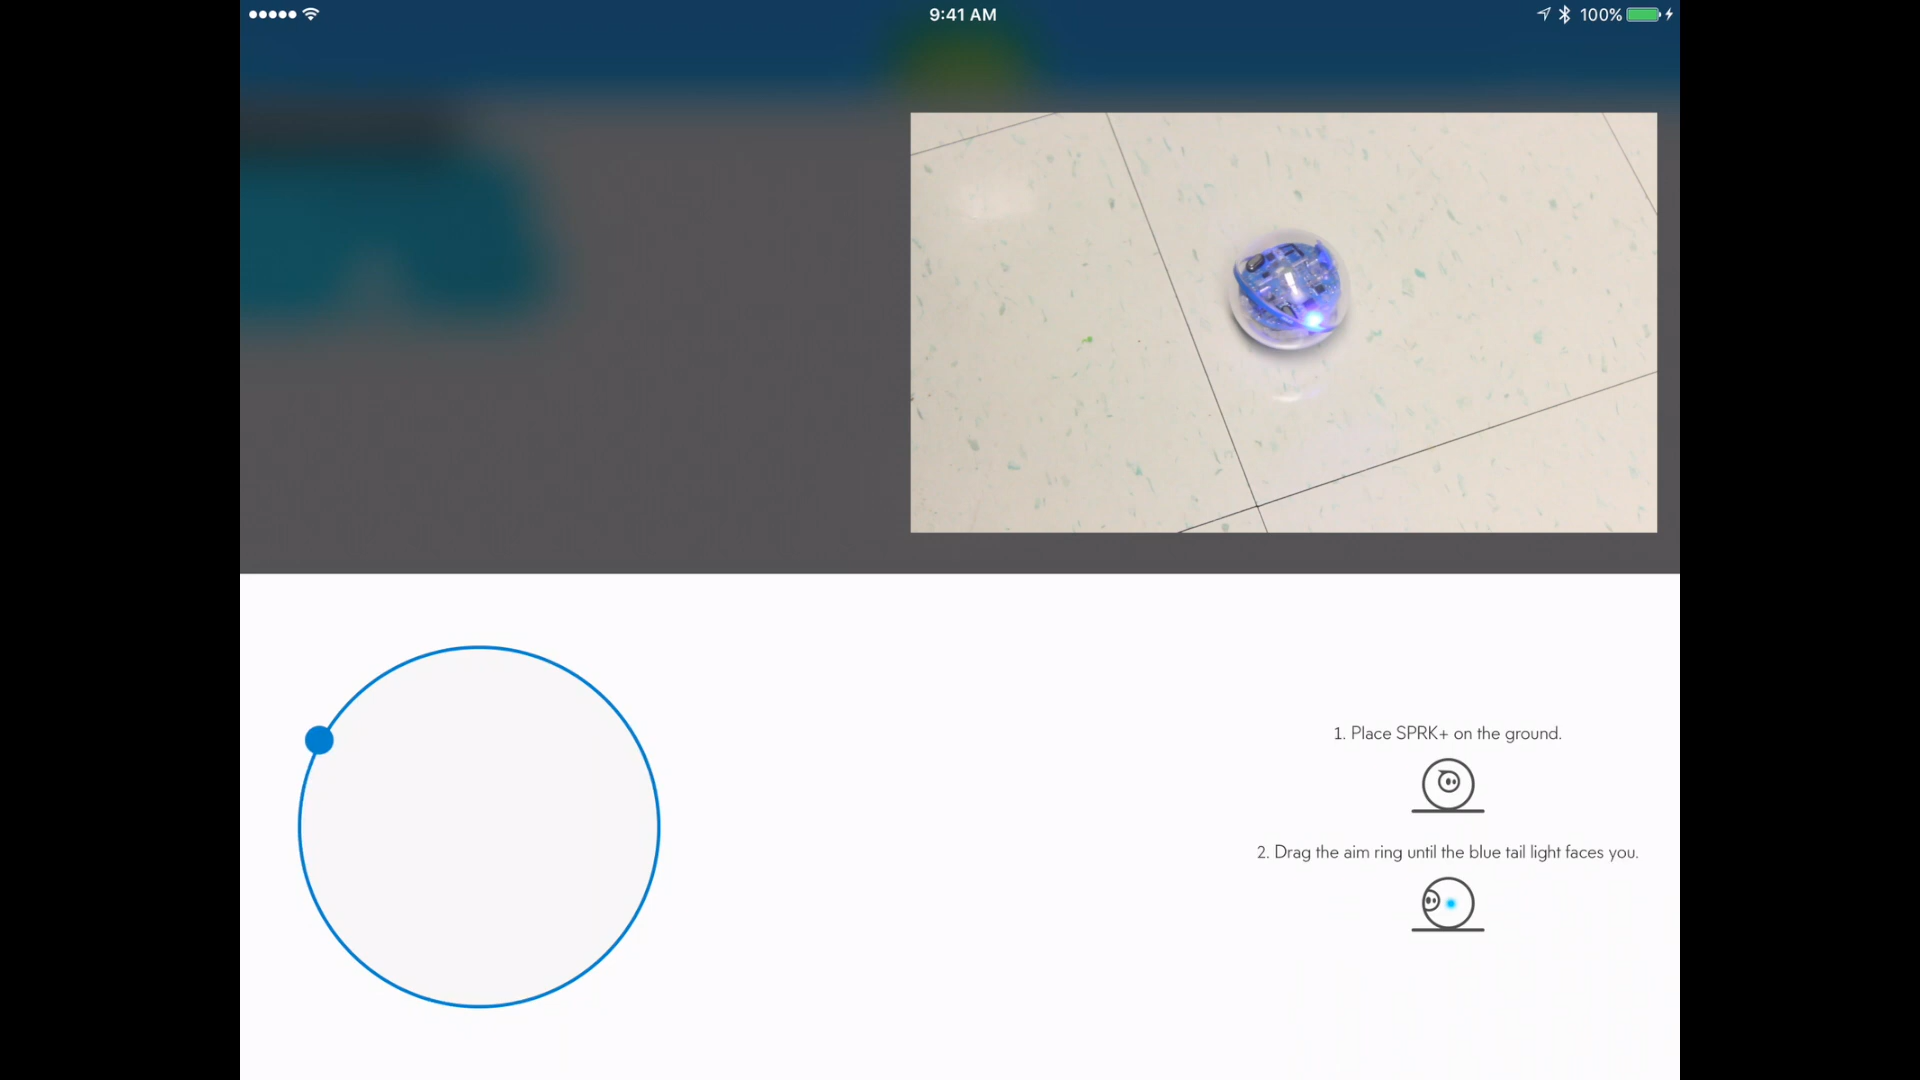 9:41 AM
100%
1. Place SPRK+ on the ground.
2. Drag the aim ring until the blue tail light faces you.